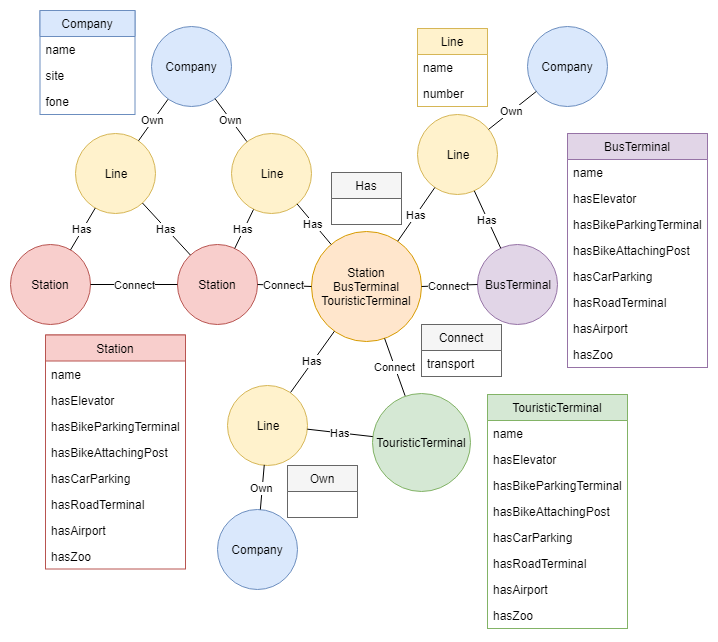 Company
name
site
fone
Company
Line
name
number
Company
Own
Own
Own
Line
Line
Line
BusTerminal
name
hasElevator
hasBikeParkingTerminal
hasBikeAttachingPost
hasCarParking
hasRoadTerminal
hasAirport
hasZoo
Has
Has
Has
Has
Has
Has
Has
Station
Connect
Station
Connect
Station
BusTerminal
TouristicTerminal
Connect
BusTerminal
Connect
transport
Station
name
hasElevator
hasBikeParkingTerminal
hasBikeAttachingPost
hasCarParking
hasRoadTerminal
hasAirport
hasZoo
Has
Connect
Line
Has
TouristicTerminal
Own
Own
Company
TouristicTerminal
name
hasElevator
hasBikeParkingTerminal
hasBikeAttachingPost
hasCarParking
hasRoadTerminal
hasAirport
hasZoo